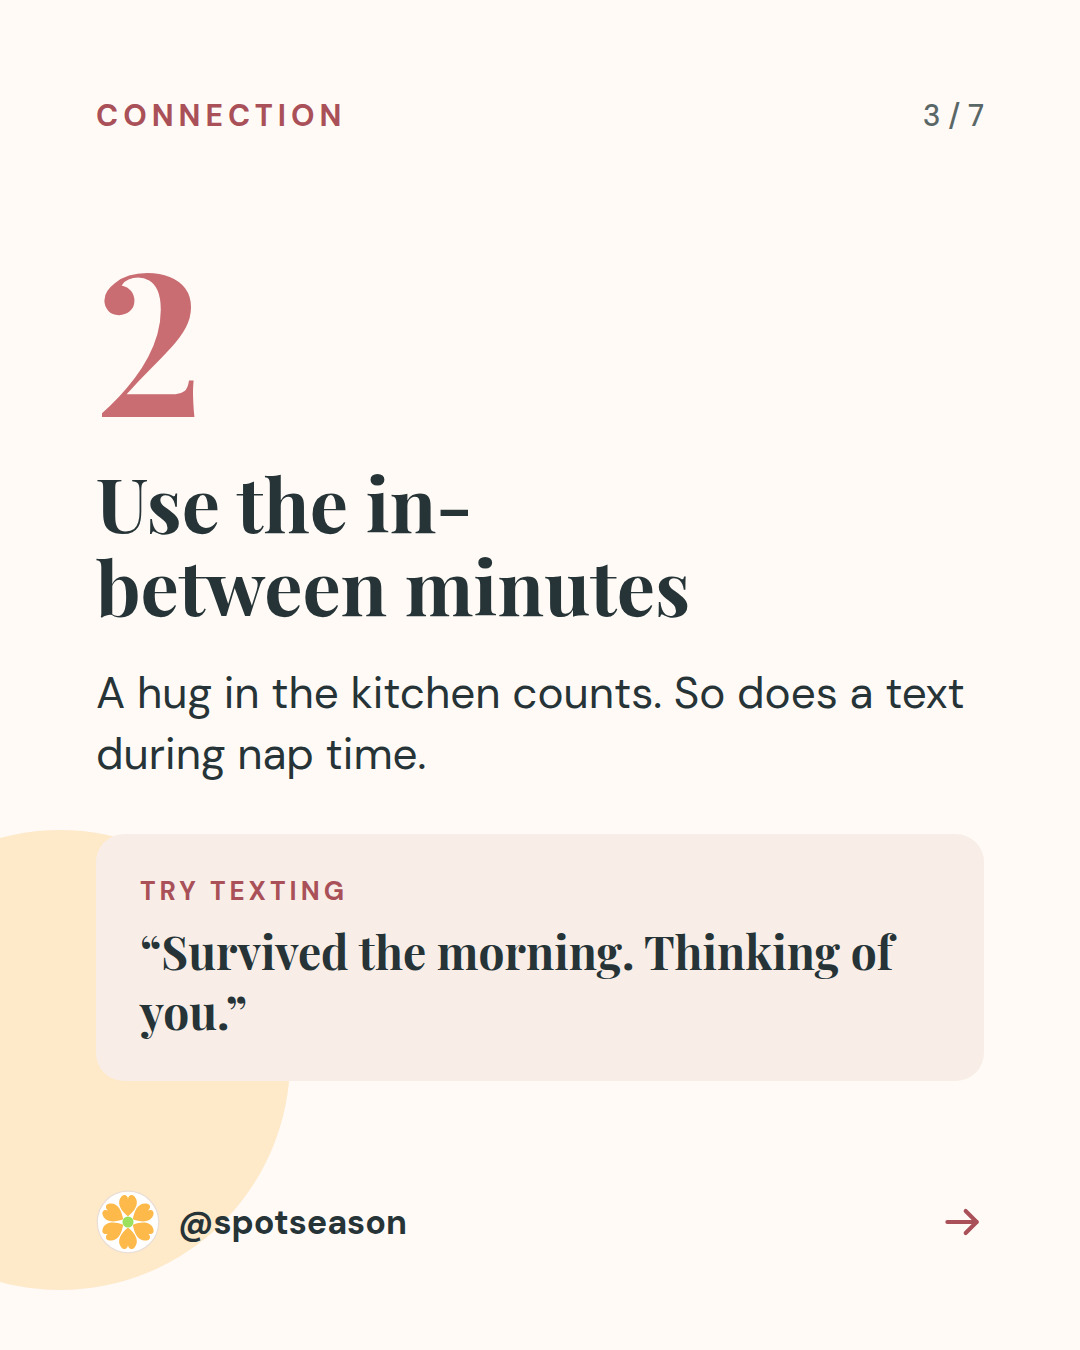 CONNECTION
3 / 7
2
Use the in-
between minutes
A hug in the kitchen counts. So does a text
during nap time.
TRY TEXTING
“Survived the morning. Thinking of
you.”
@spotseason